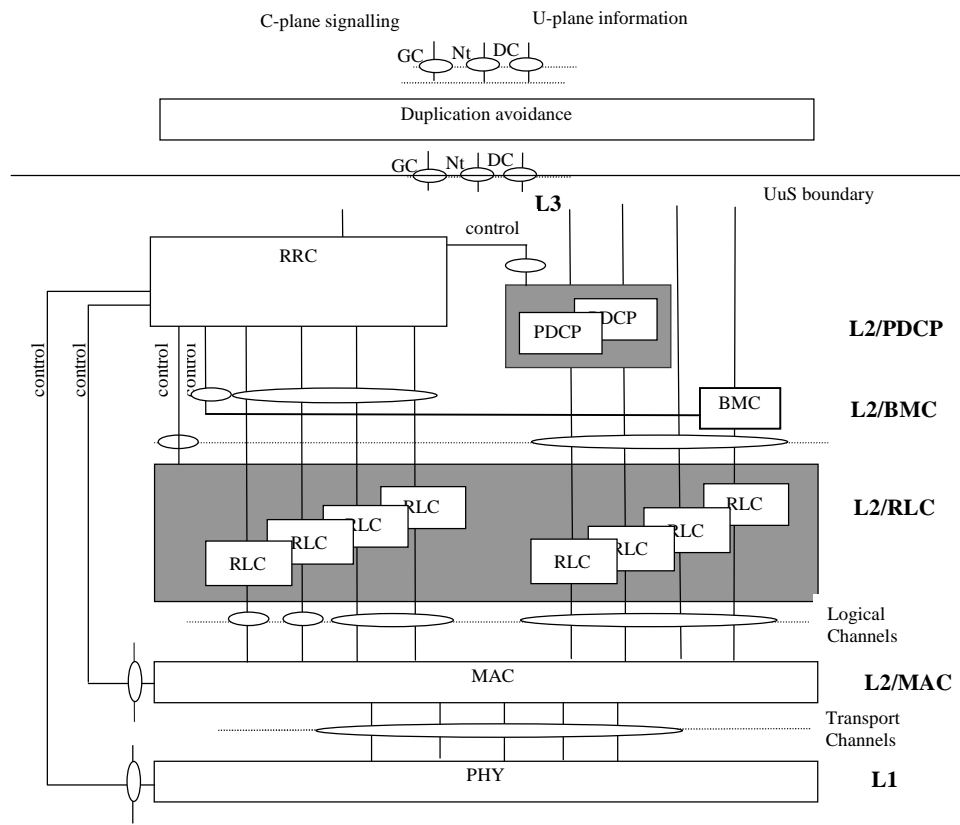 C-plane signalling
U-plane information
GC Nt DC
Duplication avoidance
GC Nt DC
UuS boundary
L3
control
RRC
PDCP
PDCP
L2/PDCP
control
control
control
control
BMC
L2/BMC
RLC
RLC
RLC
RLC
RLC
RLC
RLC
RLC
L2/RLC
Logical
Channels
MAC
L2/MAC
Transport
Channels
PHY
L1